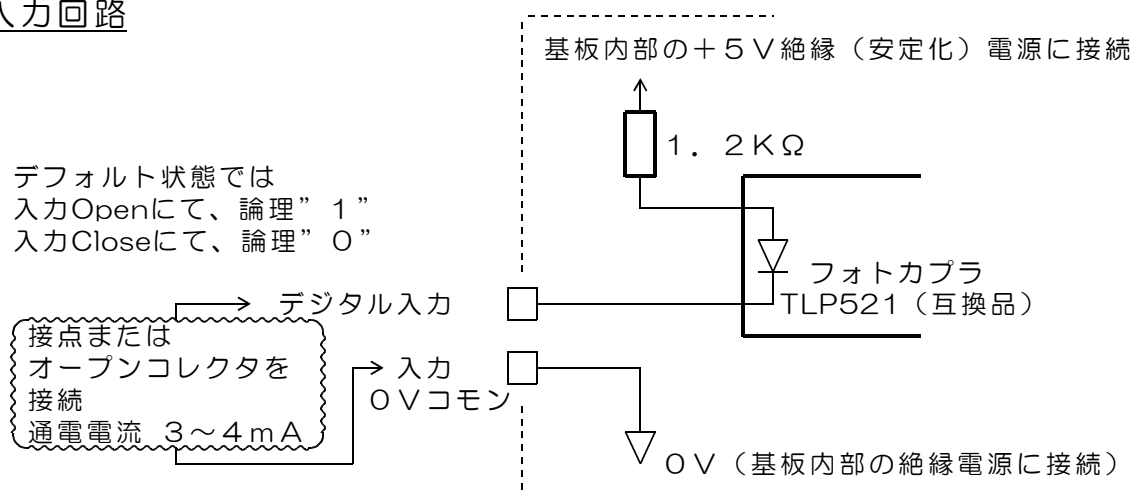 入力回路
基板内部の＋５Ｖ絶縁（安定化）電源に接続
１．２ＫΩ
デフォルト状態では
入力Openにて、論理”１”
入力Closeにて、論理”０”
フォトカプラ
TLP521（互換品）
デジタル入力
接点または
オープンコレクタを
接続
通電電流 ３～４ｍＡ
入力
０Ｖコモン
０Ｖ（基板内部の絶縁電源に接続）